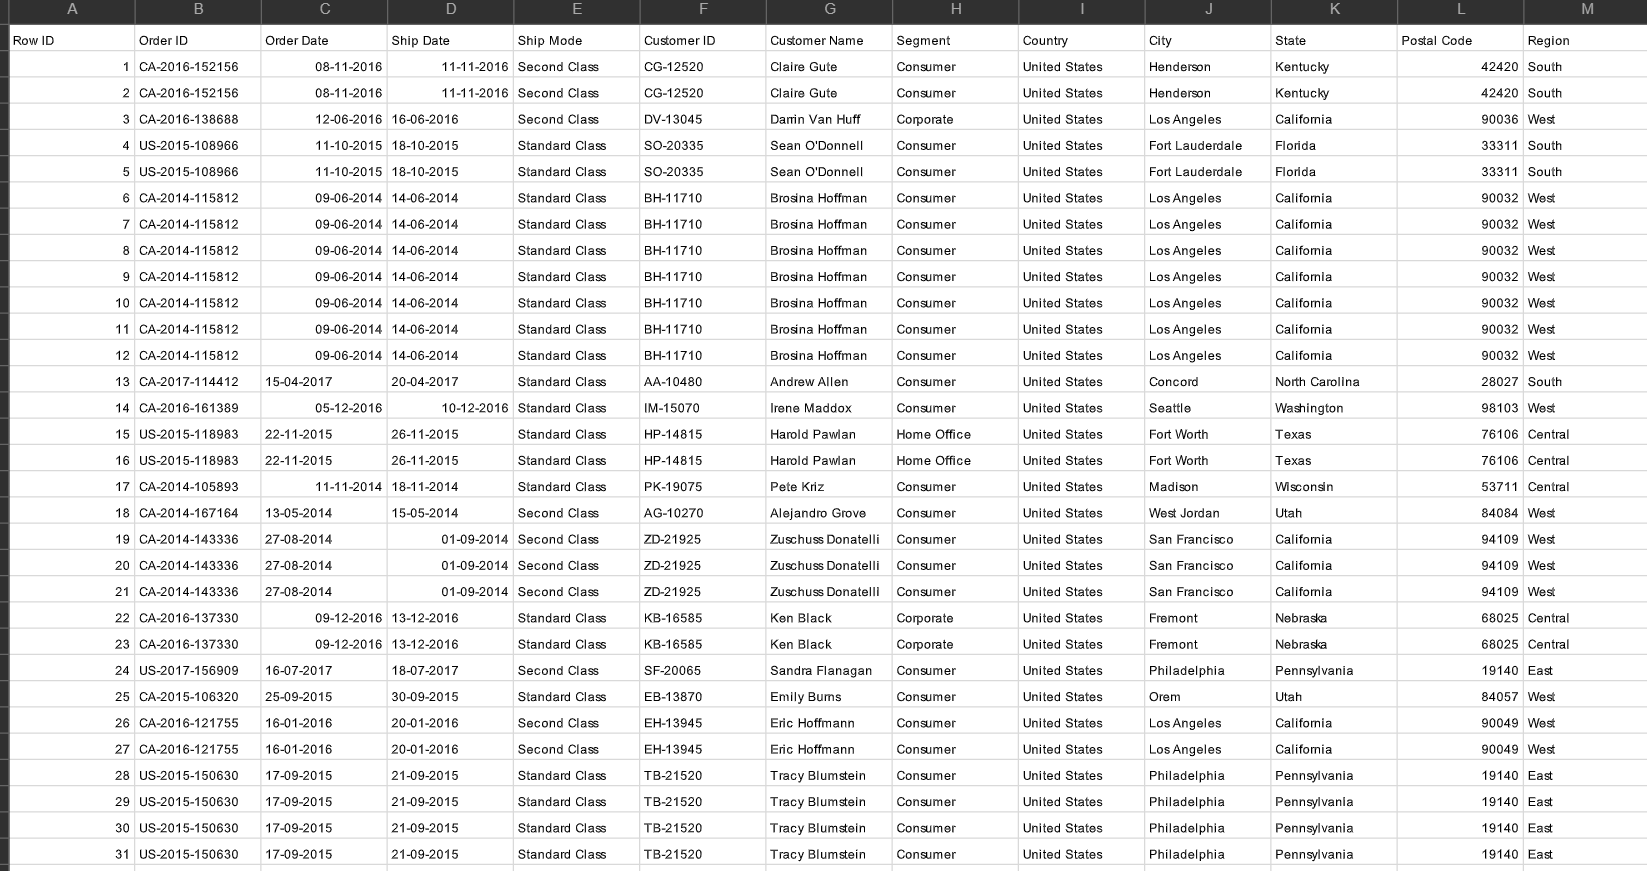 A B C D E F G H I J K L M
Row ID Order ID Order Date Ship Date Ship Mode Customer ID Customer Name Segment Country City State Postal Code Region
1 CA-2016-152156 08-11-2016 11-11-2016 Second Class CG-12520 Claire Gute Consumer United States Henderson Kentucky 42420 South
2 CA-2016-152156 08-11-2016 11-11-2016 Second Class CG-12520 Claire Gute Consumer United States Henderson Kentucky 42420 South
3 CA-2016-138688 12-06-2016 16-06-2016 Second Class DV-13045 Darrin Van Huff Corporate United States Los Angeles California 90036 West
4 US-2015-108966 11-10-2015 18-10-2015 Standard Class SO-20335 Sean O'Donnell Consumer United States Fort Lauderdale Florida 33311 South
5 US-2015-108966 11-10-2015 18-10-2015 Standard Class SO-20335 Sean O'Donnell Consumer United States Fort Lauderdale Florida 33311 South
6 CA-2014-115812 09-06-2014 14-06-2014 Standard Class BH-11710 Brosina Hoffman Consumer United States Los Angeles California 90032 West
7 CA-2014-115812 09-06-2014 14-06-2014 Standard Class BH-11710 Brosina Hoffman Consumer United States Los Angeles California 90032 West
8 CA-2014-115812 09-06-2014 14-06-2014 Standard Class BH-11710 Brosina Hoffman Consumer United States Los Angeles California 90032 West
9 CA-2014-115812 09-06-2014 14-06-2014 Standard Class BH-11710 Brosina Hoffman Consumer United States Los Angeles California 90032 West
10 CA-2014-115812 09-06-2014 14-06-2014 Standard Class BH-11710 Brosina Hoffman Consumer United States Los Angeles California 90032 West
11 CA-2014-115812 09-06-2014 14-06-2014 Standard Class BH-11710 Brosina Hoffman Consumer United States Los Angeles California 90032 West
12 CA-2014-115812 09-06-2014 14-06-2014 Standard Class BH-11710 Brosina Hoffman Consumer United States Los Angeles California 90032 West
13 CA-2017-114412 15-04-2017 20-04-2017 Standard Class AA-10480 Andrew Allen Consumer United States Concord North Carolina 28027 South
14 CA-2016-161389 05-12-2016 10-12-2016 Standard Class IM-15070 Irene Maddox Consumer United States Seattle Washington 98103 West
15 US-2015-118983 22-11-2015 26-11-2015 Standard Class HP-14815 Harold Pawlan Home Office United States Fort Worth Texas 76106 Central
16 US-2015-118983 22-11-2015 26-11-2015 Standard Class HP-14815 Harold Pawlan Home Office United States Fort Worth Texas 76106 Central
17 CA-2014-105893 11-11-2014 18-11-2014 Standard Class PK-19075 Pete Kriz Consumer United States Madison Wisconsin 53711 Central
18 CA-2014-167164 13-05-2014 15-05-2014 Second Class AG-10270 Alejandro Grove Consumer United States West Jordan Utah 84084 West
19 CA-2014-143336 27-08-2014 01-09-2014 Second Class ZD-21925 Zuschuss Donatelli Consumer United States San Francisco California 94109 West
20 CA-2014-143336 27-08-2014 01-09-2014 Second Class ZD-21925 Zuschuss Donatelli Consumer United States San Francisco California 94109 West
21 CA-2014-143336 27-08-2014 01-09-2014 Second Class ZD-21925 Zuschuss Donatelli Consumer United States San Francisco California 94109 West
22 CA-2016-137330 09-12-2016 13-12-2016 Standard Class KB-16585 Ken Black Corporate United States Fremont Nebraska 68025 Central
23 CA-2016-137330 09-12-2016 13-12-2016 Standard Class KB-16585 Ken Black Corporate United States Fremont Nebraska 68025 Central
24 US-2017-156909 16-07-2017 18-07-2017 Second Class SF-20065 Sandra Flanagan Consumer United States Philadelphia Pennsylvania 19140 East
25 CA-2015-106320 25-09-2015 30-09-2015 Standard Class EB-13870 Emily Burns Consumer United States Orem Utah 84057 West
26 CA-2016-121755 16-01-2016 20-01-2016 Second Class EH-13945 Eric Hoffmann Consumer United States Los Angeles California 90049 West
27 CA-2016-121755 16-01-2016 20-01-2016 Second Class EH-13945 Eric Hoffmann Consumer United States Los Angeles California 90049 West
28 US-2015-150630 17-09-2015 21-09-2015 Standard Class TB-21520 Tracy Blumstein Consumer United States Philadelphia Pennsylvania 19140 East
29 US-2015-150630 17-09-2015 21-09-2015 Standard Class TB-21520 Tracy Blumstein Consumer United States Philadelphia Pennsylvania 19140 East
30 US-2015-150630 17-09-2015 21-09-2015 Standard Class TB-21520 Tracy Blumstein Consumer United States Philadelphia Pennsylvania 19140 East
31 US-2015-150630 17-09-2015 21-09-2015 Standard Class TB-21520 Tracy Blumstein Consumer United States Philadelphia Pennsylvania 19140 East